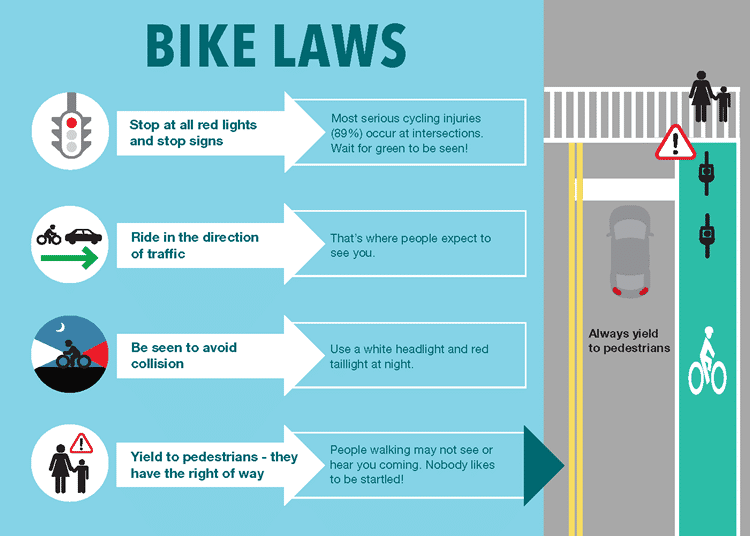 BIKE LAWS
Stop at all red lights
and stop signs
Most serious cycling injuries
(89%) occur at intersections.
Wait for green to be seen!
Ride in the direction
of traffic
That's where people expect to
see you.
Be seen to avoid
collision
Use a white headlight and red
taillight at night.
Yield to pedestrians - they
have the right of way
People walking may not see or
hear you coming. Nobody likes
to be startled!
Always yield
to pedestrians